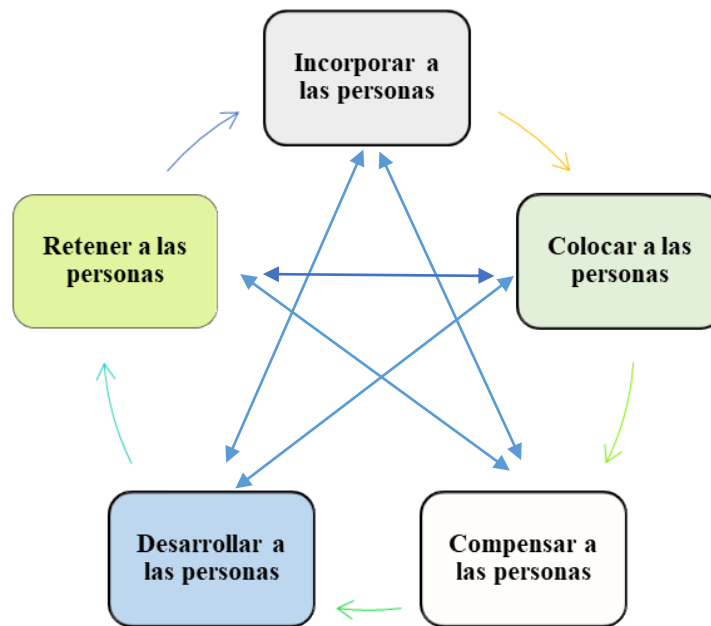 Incorporar a
las personas
Retener a las
personas
Colocar a las
personas
Desarrollar a
las personas
Compensar a
las personas